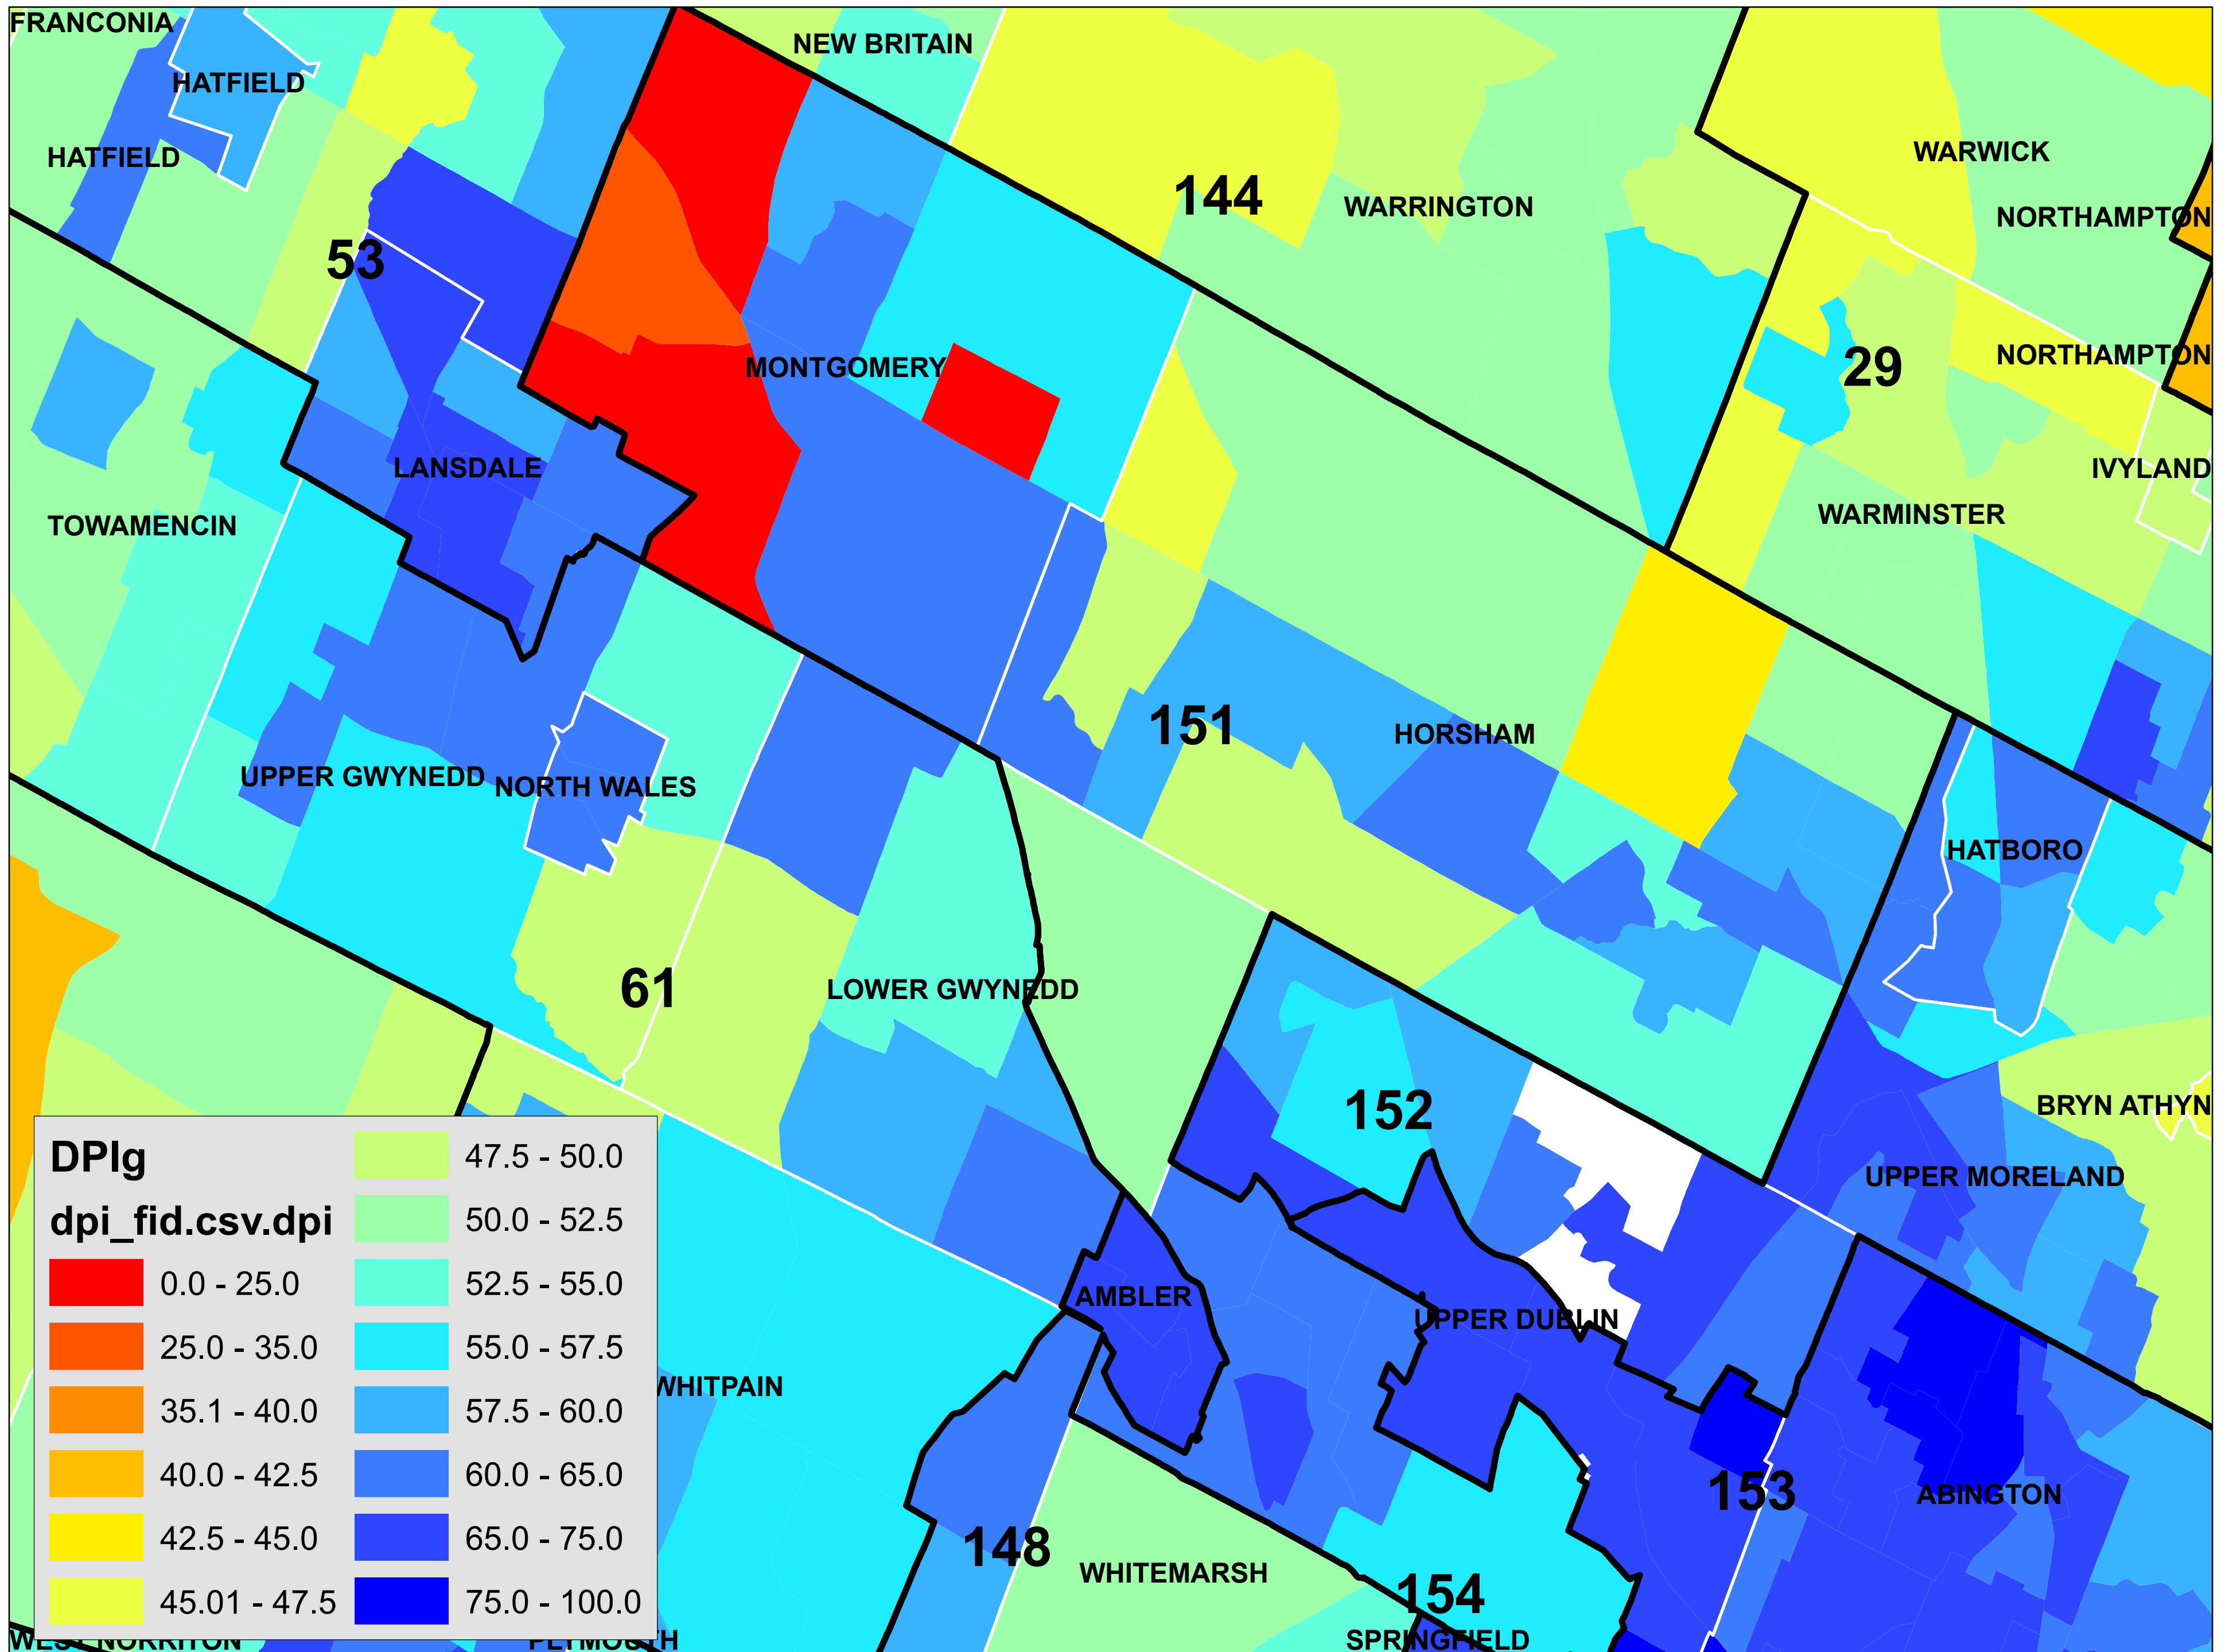 FRANCONIA
NEW BRITAIN
HATFIELD
HATFIELD
WARWICK
144
WARRINGTON
NORTHAMPTON
53
29
NORTHAMPTON
MONTGOMERY
LANSDALE
IVYLAND
TOWAMENCIN
WARMINSTER
151
HORSHAM
UPPER GWYNEDD
NORTH WALES
HATBORO
61
LOWER GWYNEDD
152
BRYN ATHYN
UPPER MORELAND
AMBLER
UPPER DUBLIN
WHITPAIN
153
ABINGTON
148
WHITEMARSH
154
SPRINGFIELD
WEST NORRITON
PLYMOUTH
DPIg
dpi_fid.csv.dpi
0.0 - 25.0
25.0 - 35.0
35.1 - 40.0
40.0 - 42.5
42.5 - 45.0
45.01 - 47.5
47.5 - 50.0
50.0 - 52.5
52.5 - 55.0
55.0 - 57.5
57.5 - 60.0
60.0 - 65.0
65.0 - 75.0
75.0 - 100.0